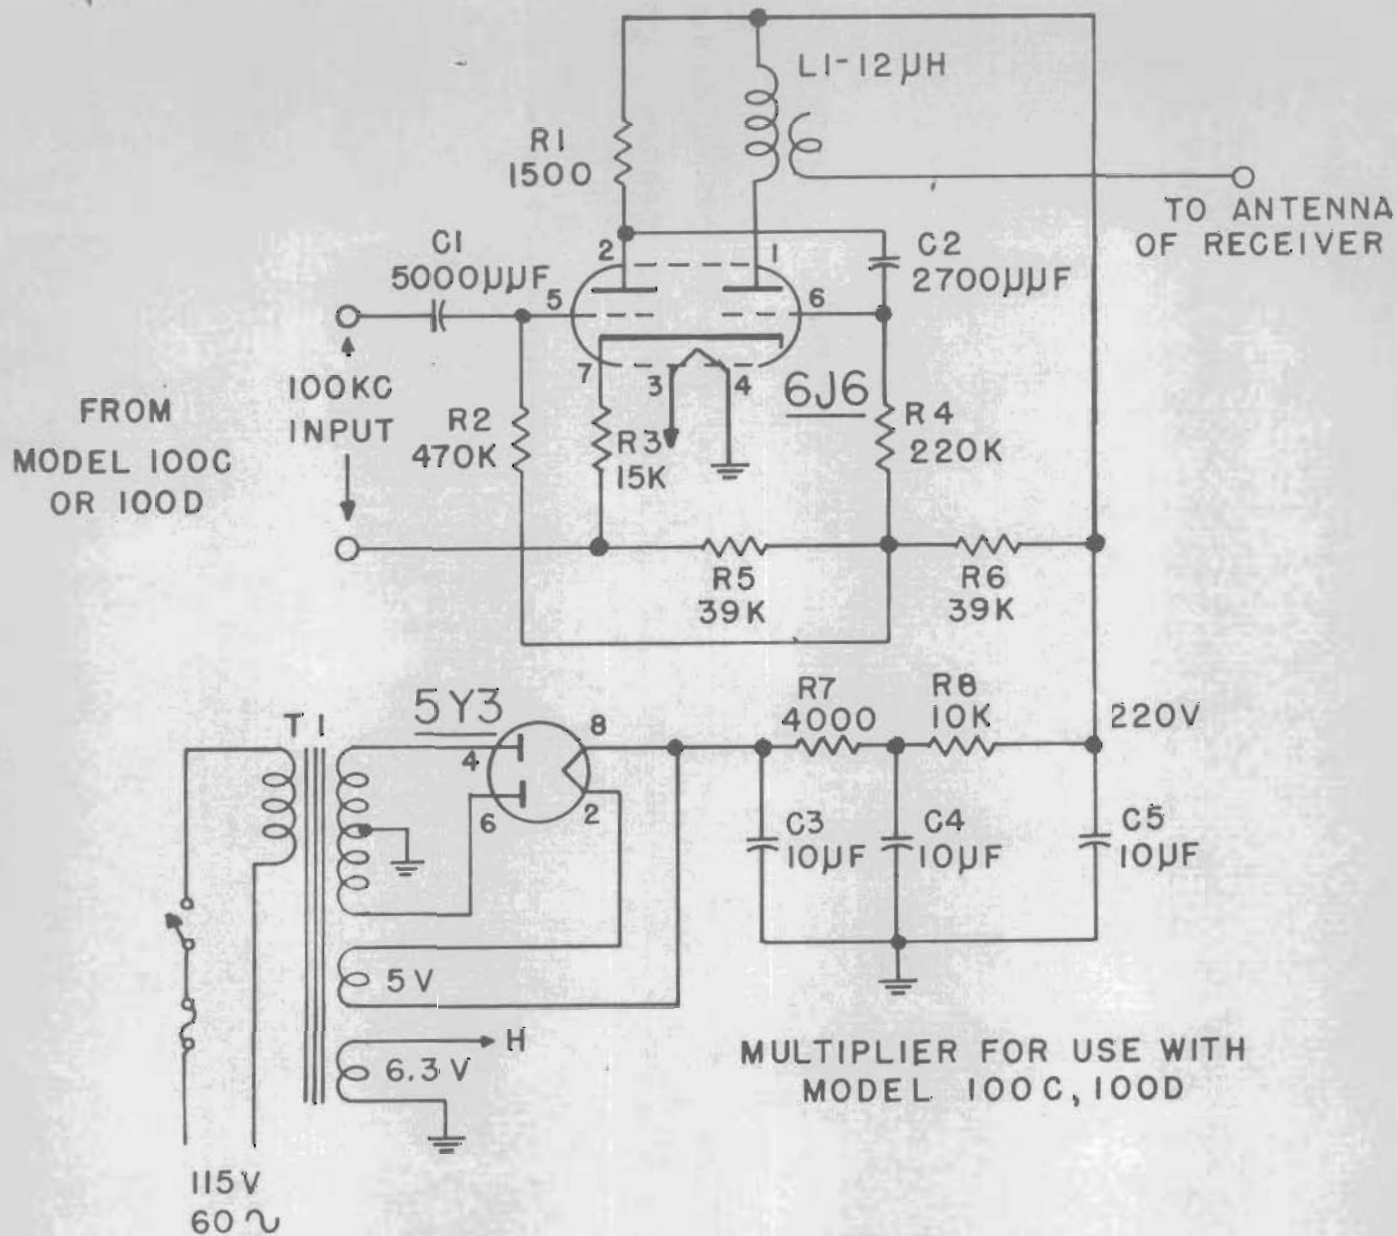 L1-12µH
R1
1500
TO ANTENNA
OF RECEIVER
C1
5000µµF
2
1
C2
2700µµF
5
6
100KC
INPUT
FROM
MODEL 100C
OR 100D
7
3
4
6J6
R2
470K
R3
15K
R4
220K
R5
39K
R6
39K
T1
5Y3
4
8
6
2
R7
4000
R8
10K
220V
C3
10µF
C4
10µF
C5
10µF
5V
H
6.3V
MULTIPLIER FOR USE WITH
MODEL 100C, 100D
115V
60~